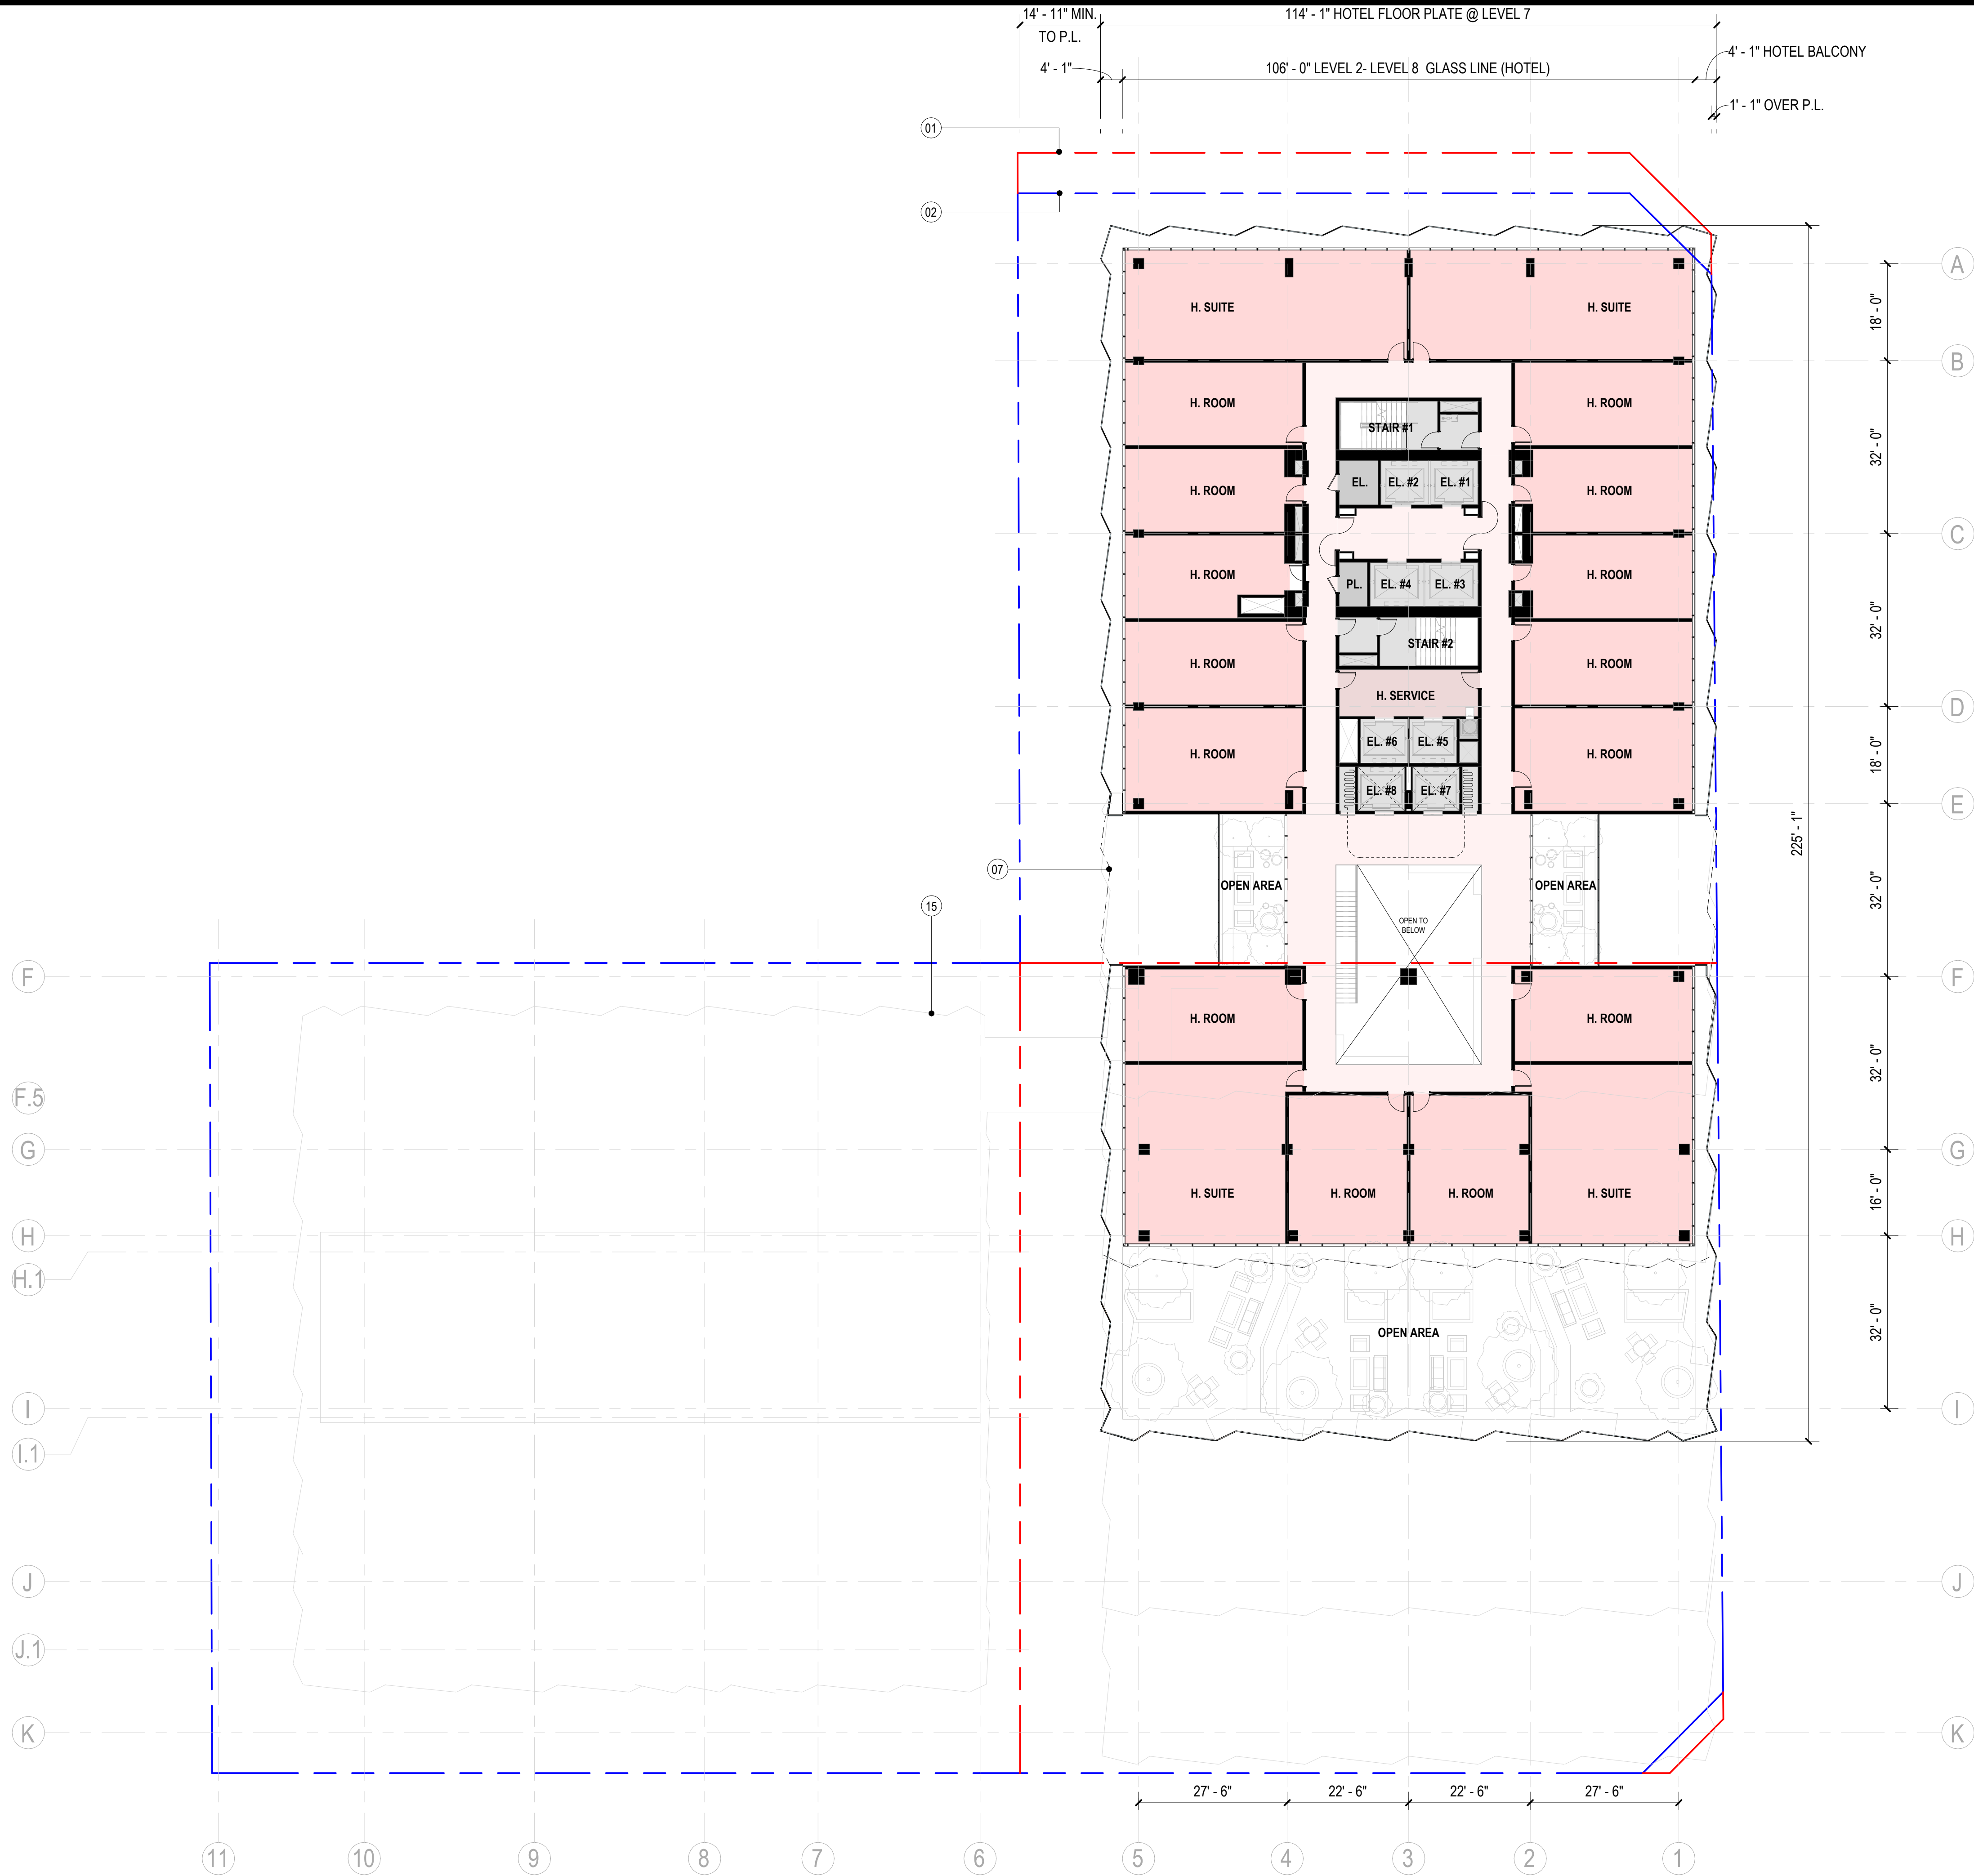 14' - 11" MIN.
TO P.L.
114' - 1" HOTEL FLOOR PLATE @ LEVEL 7
4' - 1" HOTEL BALCONY
4' - 1"
106' - 0" LEVEL 2- LEVEL 8 GLASS LINE (HOTEL)
1' - 1" OVER P.L.
01
02
A
18' - 0"
H. SUITE
H. SUITE
B
H. ROOM
H. ROOM
STAIR #1
32' - 0"
H. ROOM
EL.
EL. #2
EL. #1
H. ROOM
C
H. ROOM
PL.
EL. #4
EL. #3
H. ROOM
32' - 0"
STAIR #2
H. ROOM
H. ROOM
H. SERVICE
D
H. ROOM
EL. #6
EL. #5
H. ROOM
18' - 0"
EL. #8
EL. #7
E
225' - 1"
07
OPEN AREA
OPEN AREA
32' - 0"
15
OPEN TO
BELOW
F
F
H. ROOM
H. ROOM
32' - 0"
F.5
G
G
H. SUITE
H. ROOM
H. ROOM
H. SUITE
16' - 0"
H
H
H.1
OPEN AREA
32' - 0"
I
I
I.1
J
J
J.1
K
K
27' - 6"
22' - 6"
22' - 6"
27' - 6"
11
10
9
8
7
6
5
4
3
2
1